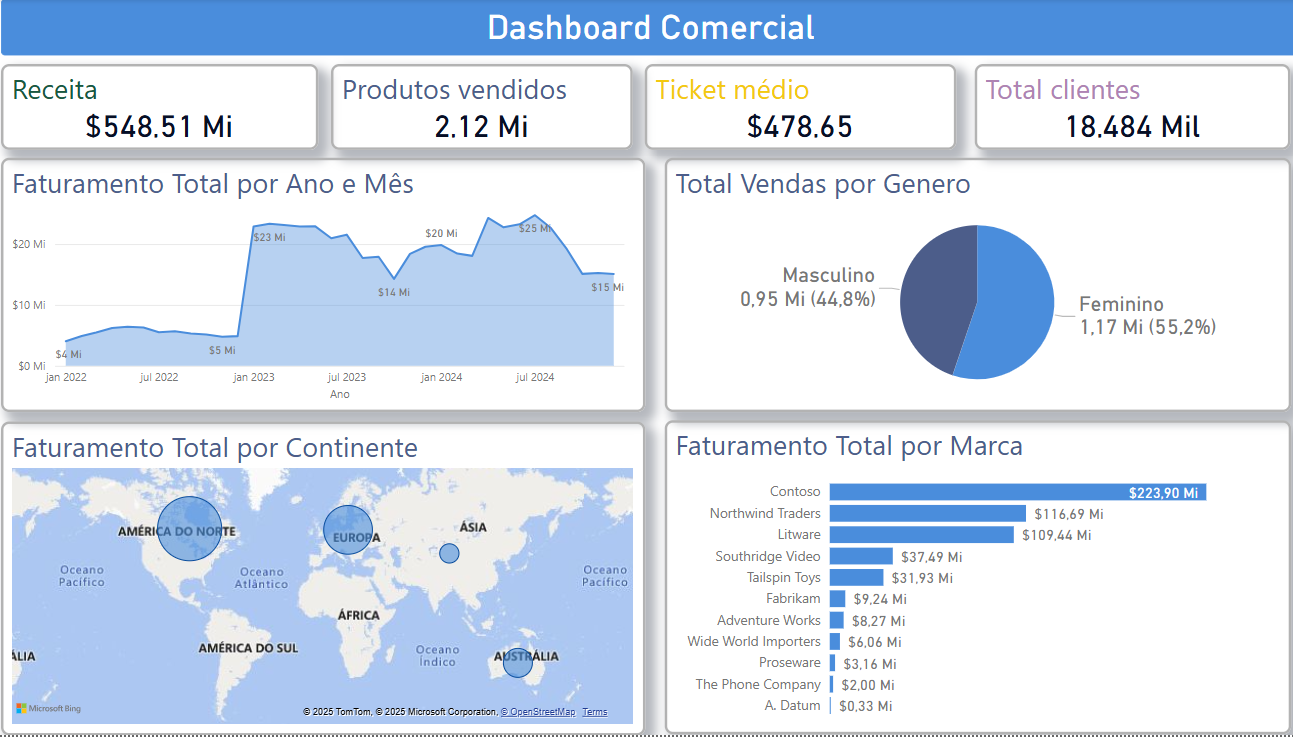 Dashboard Comercial
Receita
$548,51 Mi
Produtos vendidos
2,12 Mi
Ticket médio
$478,65
Total clientes
18,484 Mil
Faturamento Total por Ano e Mês
$20 Mi
$10 Mi
$0 Mi
$4 Mi
$5 Mi
$23 Mi
$14 Mi
$20 Mi
$25 Mi
$15 Mi
jan 2022
jul 2022
jan 2023
jul 2023
jan 2024
jul 2024
Ano
Total Vendas por Genero
Masculino
0,95 Mi (44,8%)
Feminino
1,17 Mi (55,2%)
Faturamento Total por Continente
AMÉRICA DO NORTE
EUROPA
ÁSIA
Oceano
Pacífico
Oceano
Atlântico
Oceano
Pacífico
ÁFRICA
AMÉRICA DO SUL
Oceano
Índico
ÁLIA
AUSTRÁLIA
Microsoft Bing
© 2025 TomTom, © 2025 Microsoft Corporation, © OpenStreetMap Terms
Faturamento Total por Marca
Contoso $223,90 Mi
Northwind Traders $116,69 Mi
Litware $109,44 Mi
Southridge Video $37,49 Mi
Tailspin Toys $31,93 Mi
Fabrikam $9,24 Mi
Adventure Works $8,27 Mi
Wide World Importers $6,06 Mi
Proseware $3,16 Mi
The Phone Company $2,00 Mi
A. Datum $0,33 Mi